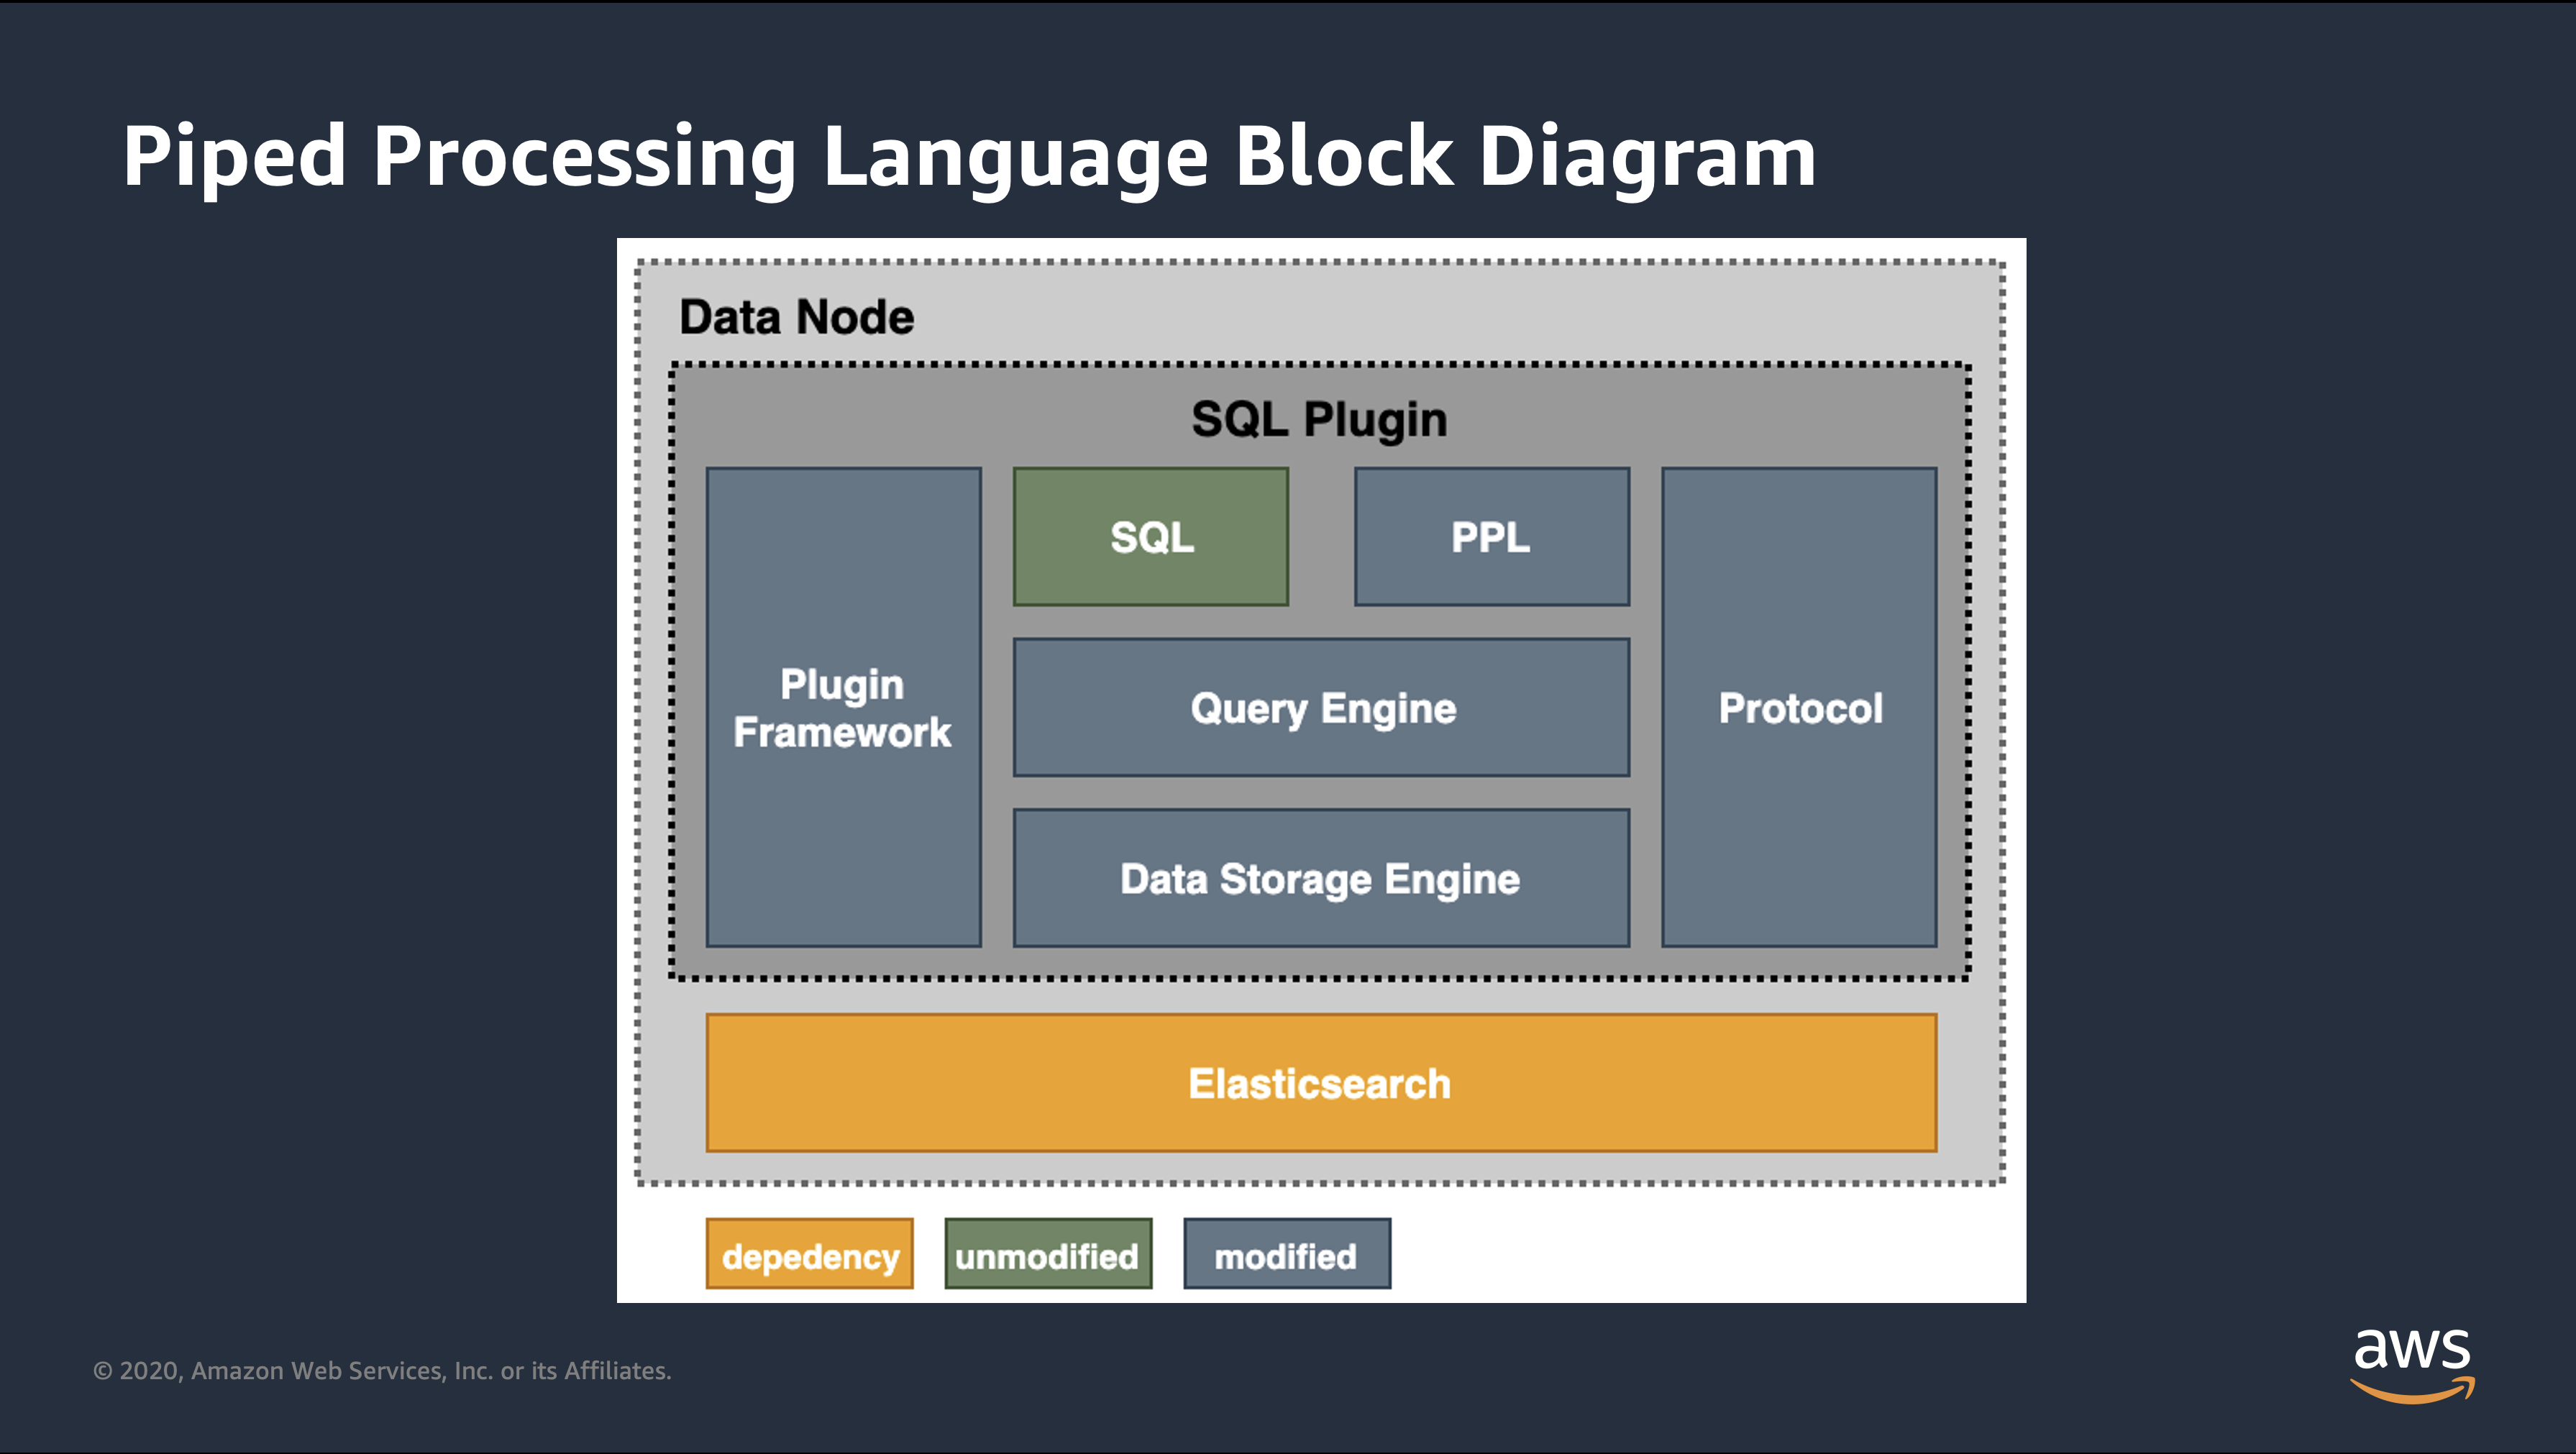 Piped Processing Language Block Diagram
Data Node
SQL Plugin
SQL
PPL
Plugin
Framework
Query Engine
Protocol
Data Storage Engine
Elasticsearch
depedency
unmodified
modified
© 2020, Amazon Web Services, Inc. or its Affiliates.
aws